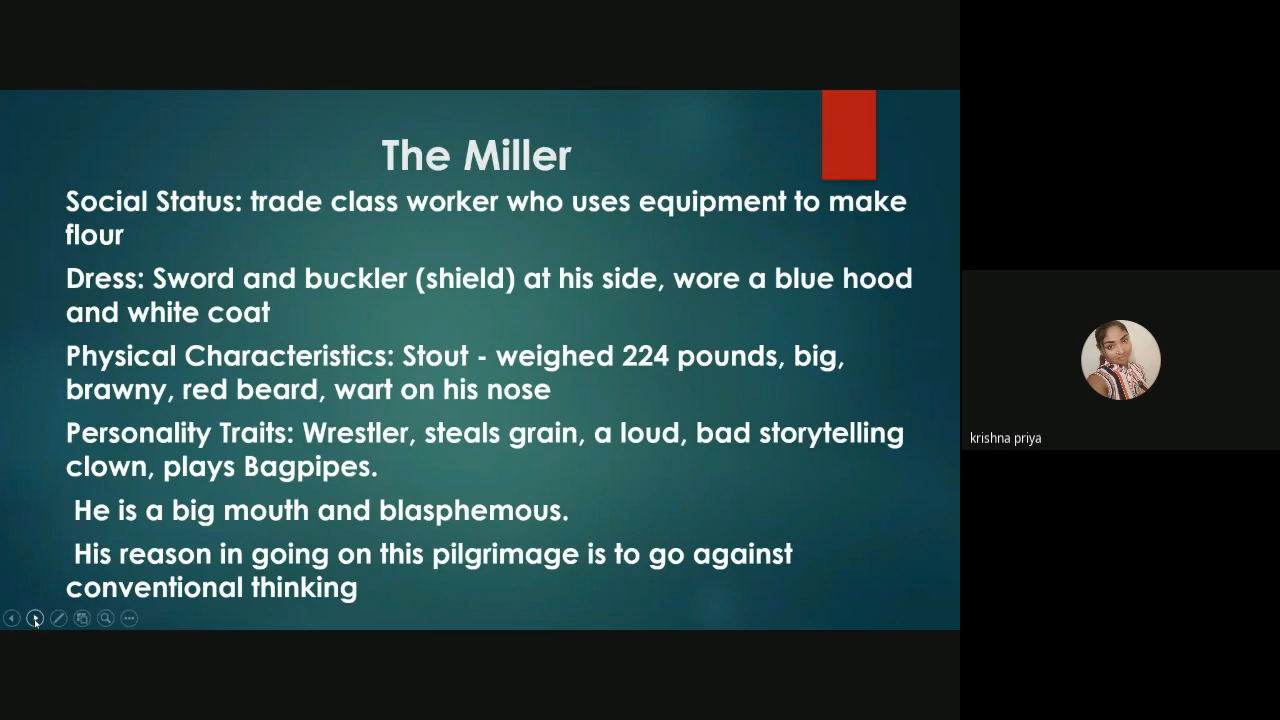 The Miller
Social Status: trade class worker who uses equipment to make
flour
Dress: Sword and buckler (shield) at his side, wore a blue hood
and white coat
Physical Characteristics: Stout - weighed 224 pounds, big,
brawny, red beard, wart on his nose
Personality Traits: Wrestler, steals grain, a loud, bad storytelling
clown, plays Bagpipes.
He is a big mouth and blasphemous.
His reason in going on this pilgrimage is to go against
conventional thinking
krishna priya